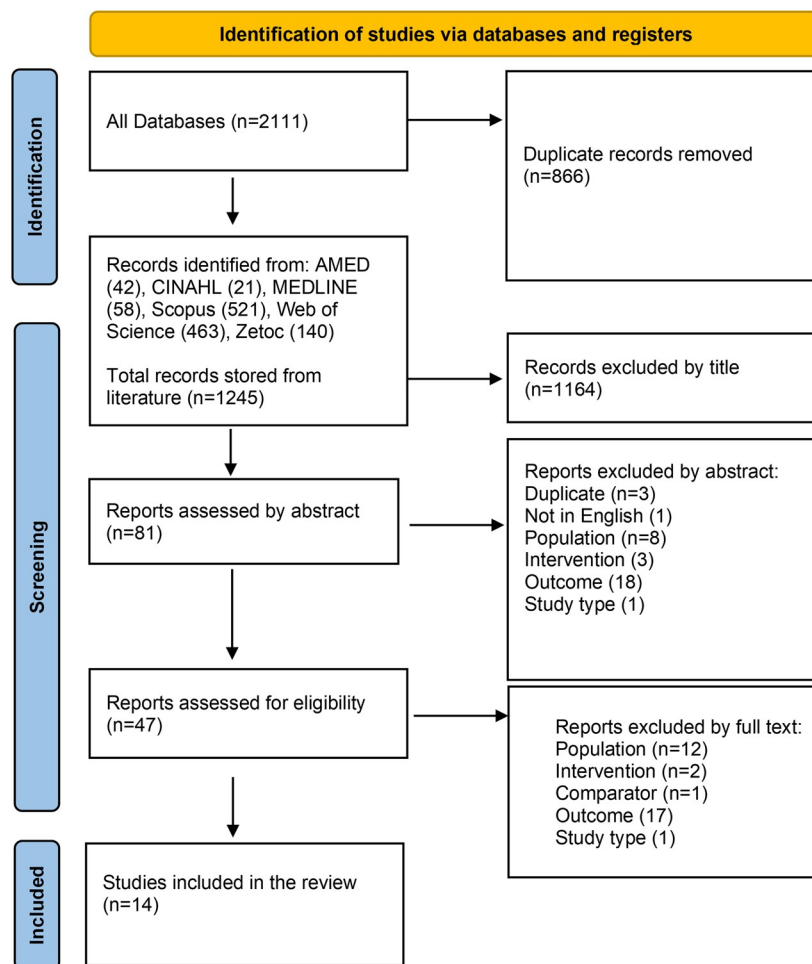 Identification of studies via databases and registers
Identification
All Databases (n=2111)
Duplicate records removed
(n=866)
Records identified from: AMED
(42), CINAHL (21), MEDLINE
(58), Scopus (521), Web of
Science (463), Zetoc (140)
Total records stored from
literature (n=1245)
Screening
Records excluded by title
(n=1164)
Reports assessed by abstract
(n=81)
Reports excluded by abstract:
Duplicate (n=3)
Not in English (1)
Population (n=8)
Intervention (3)
Outcome (18)
Study type (1)
Reports assessed for eligibility
(n=47)
Reports excluded by full text:
Population (n=12)
Intervention (n=2)
Comparator (n=1)
Outcome (17)
Study type (1)
Included
Studies included in the review
(n=14)